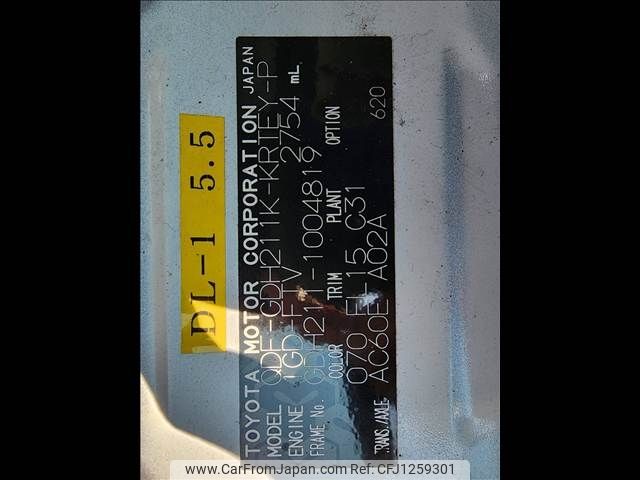 DL-1 5.5
TOYOTA MOTOR CORPORATION JAPAN
MODEL QDF-GDH211K-KRTEY-P
ENGINE 1GD-FTV 2754 mL
FRAME No. GDH211-1004819
COLOR TRIM PLANT OPTION
070 FL15 C31
TRANS./AXLE AC60E A02A 620
www.CarFromJapan.com - Ref: CFJ1259301